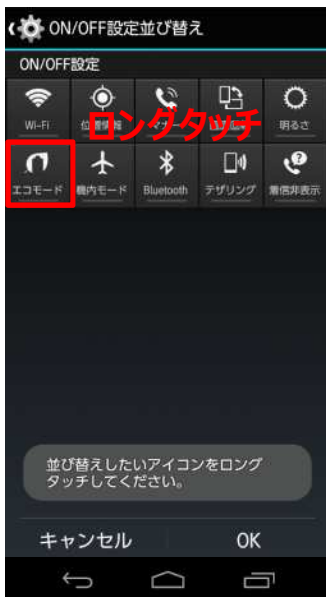 ON/OFF設定並び替え
ON/OFF設定
Wi-Fi
マナー
明るさ
ロングタッチ
エコモード
機内モード
Bluetooth
テザリング
着信非表示
並び替えしたいアイコンをロング
タッチしてください。
キャンセル
OK